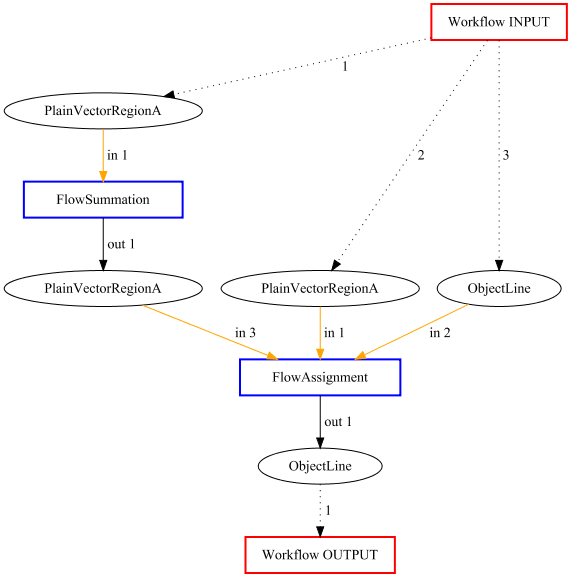 Workflow INPUT
1
PlainVectorRegionA
in 1
2
3
FlowSummation
out 1
PlainVectorRegionA
PlainVectorRegionA
ObjectLine
in 3
in 1
in 2
FlowAssignment
out 1
ObjectLine
1
Workflow OUTPUT